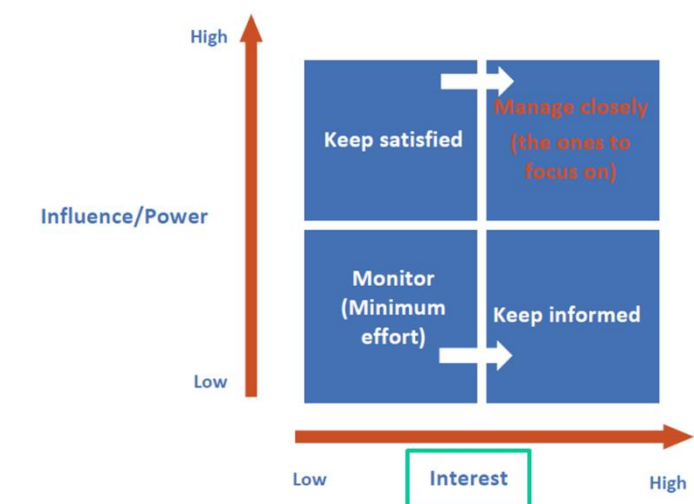 High
Keep satisfied
Manage closely
(the ones to
focus on)
Influence/Power
Monitor
(Minimum
effort)
Keep informed
Low
Low
Interest
High